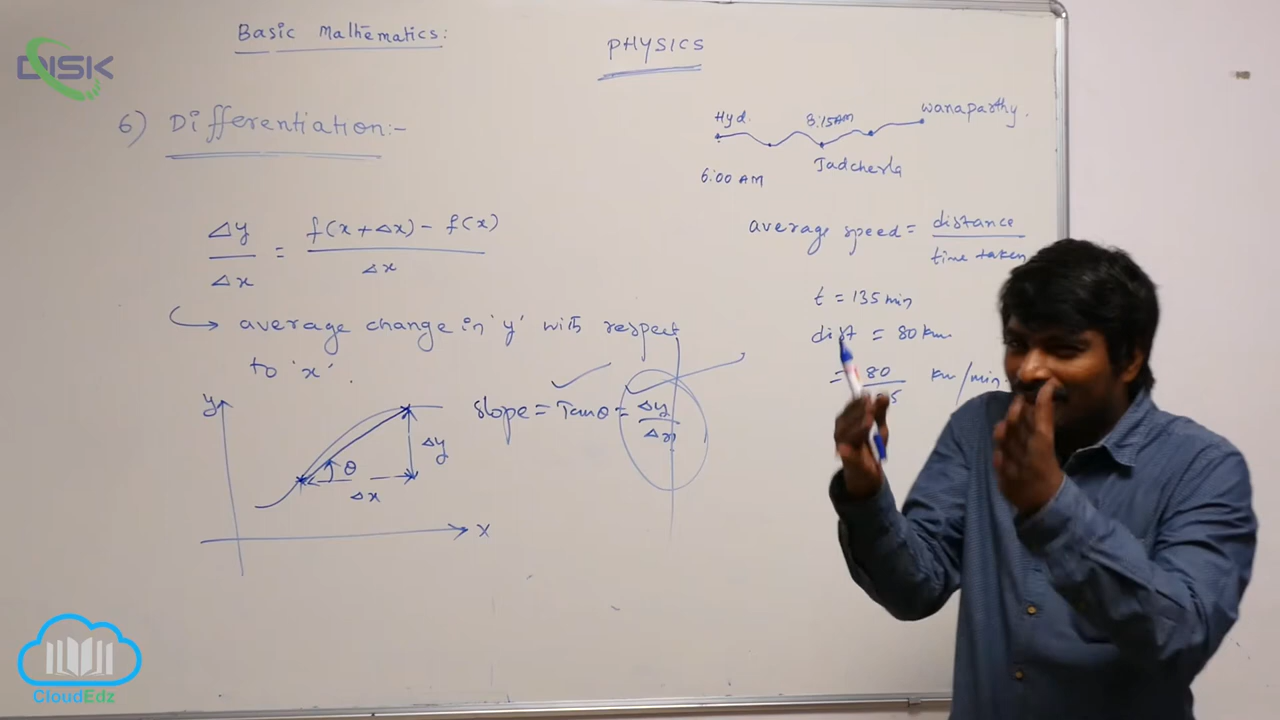 DISK
Basic Mathematics:
PHYSICS
6) Differentiation:-
Hyd.
8:15AM
wanaparthy.
6:00 AM
Jadcherla
Δy/Δx = f(x+Δx) - f(x) / Δx
average speed = distance / time taken
↳ average change in 'y' with respect
to 'x'.
t = 135 min
dist = 80 km
= 80 km/min
y
Slope = Tanθ = Δy/Δx
θ
Δy
Δx
x
CloudEdz